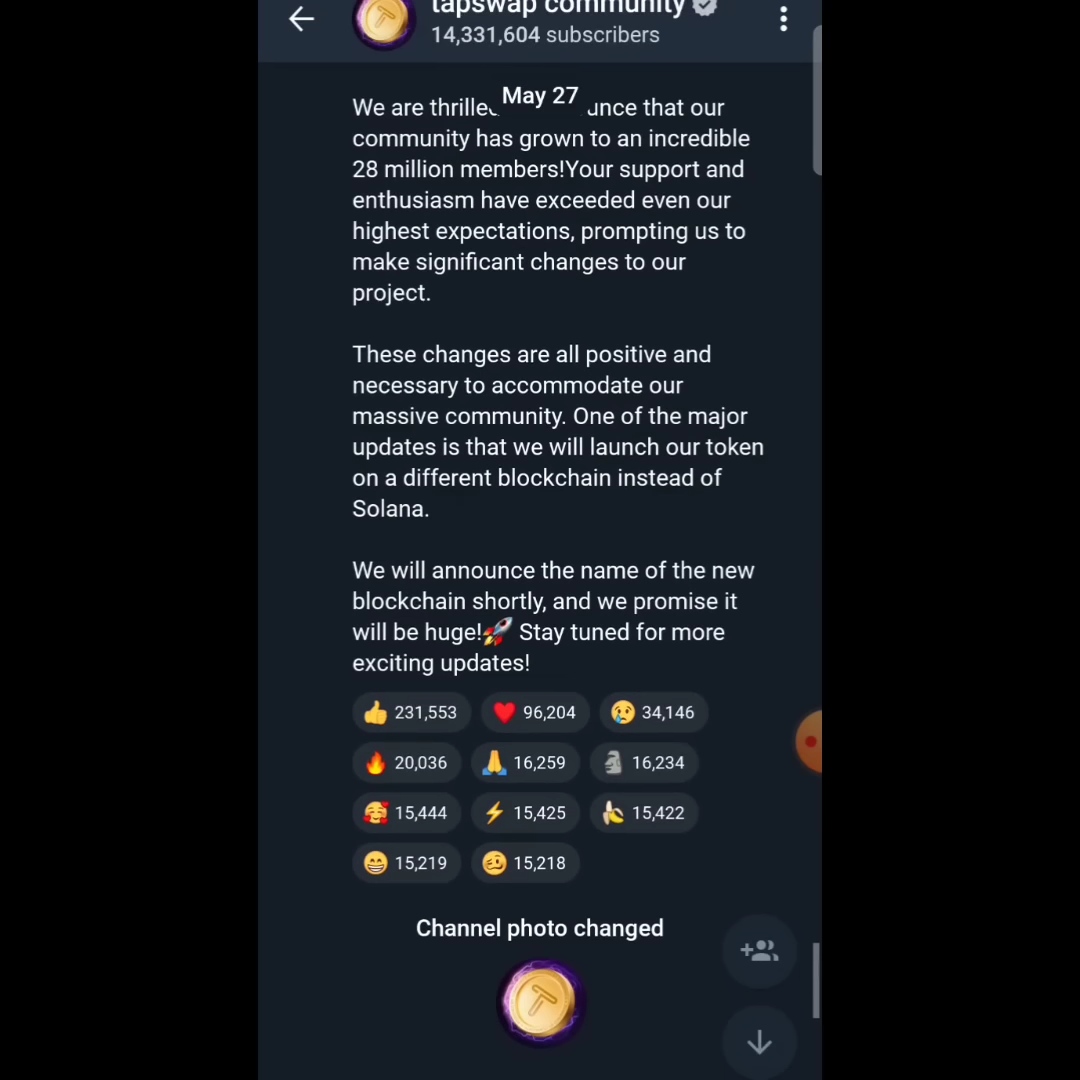 tapswap community
14,331,604 subscribers
May 27
We are thrille unce that our
community has grown to an incredible
28 million members!Your support and
enthusiasm have exceeded even our
highest expectations, prompting us to
make significant changes to our
project.
These changes are all positive and
necessary to accommodate our
massive community. One of the major
updates is that we will launch our token
on a different blockchain instead of
Solana.
We will announce the name of the new
blockchain shortly, and we promise it
will be huge!🚀 Stay tuned for more
exciting updates!
👍 231,553 ❤️ 96,204 😢 34,146
🔥 20,036 🙏 16,259 🗿 16,234
🥰 15,444 ⚡ 15,425 🍌 15,422
😁 15,219 🥴 15,218
Channel photo changed